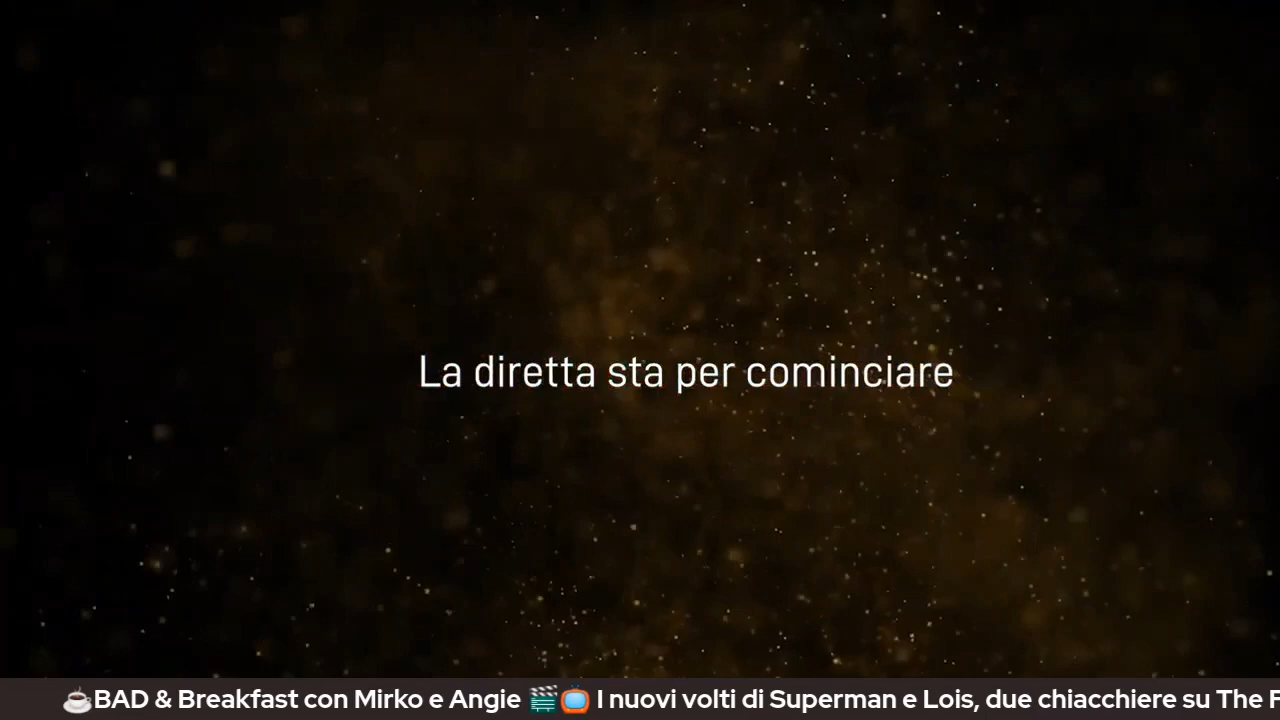 La diretta sta per cominciare
☕BAD & Breakfast con Mirko e Angie 🎬📺 I nuovi volti di Superman e Lois, due chiacchiere su The